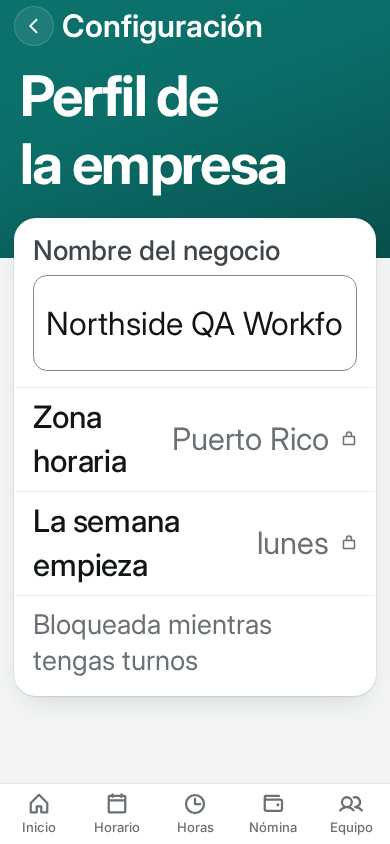 Configuración
Perfil de
la empresa
Nombre del negocio
Northside QA Workfo
Zona
horaria
Puerto Rico
La semana
empieza
lunes
Bloqueada mientras
tengas turnos
Inicio
Horario
Horas
Nómina
Equipo